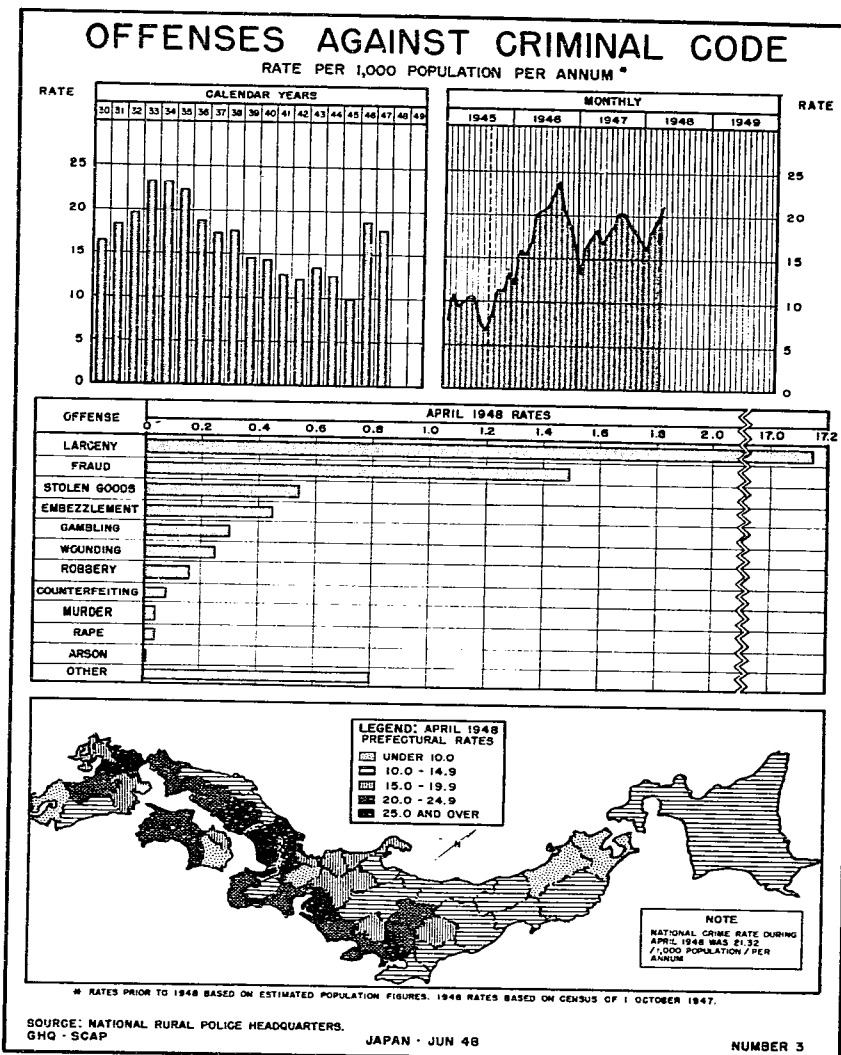 OFFENSES AGAINST CRIMINAL CODE
RATE PER 1,000 POPULATION PER ANNUM *
RATE
CALENDAR YEARS
30 31 32 33 34 35 36 37 38 39 40 41 42 43 44 45 46 47 48 49
25
20
15
10
5
0
MONTHLY
RATE
1945 1946 1947 1948 1949
25
20
15
10
5
0
OFFENSE
APRIL 1948 RATES
0 0.2 0.4 0.6 0.8 1.0 1.2 1.4 1.6 1.8 2.0 17.0 17.2
LARCENY
FRAUD
STOLEN GOODS
EMBEZZLEMENT
GAMBLING
WOUNDING
ROBBERY
COUNTERFEITING
MURDER
RAPE
ARSON
OTHER
LEGEND: APRIL 1948
PREFECTURAL RATES
UNDER 10.0
10.0 - 14.9
15.0 - 19.9
20.0 - 24.9
25.0 AND OVER
N
NOTE
NATIONAL CRIME RATE DURING
APRIL 1948 WAS 21.32
/1,000 POPULATION/PER
ANNUM
* RATES PRIOR TO 1948 BASED ON ESTIMATED POPULATION FIGURES. 1948 RATES BASED ON CENSUS OF 1 OCTOBER 1947.
SOURCE: NATIONAL RURAL POLICE HEADQUARTERS.
GHQ - SCAP
JAPAN - JUN 48
NUMBER 3